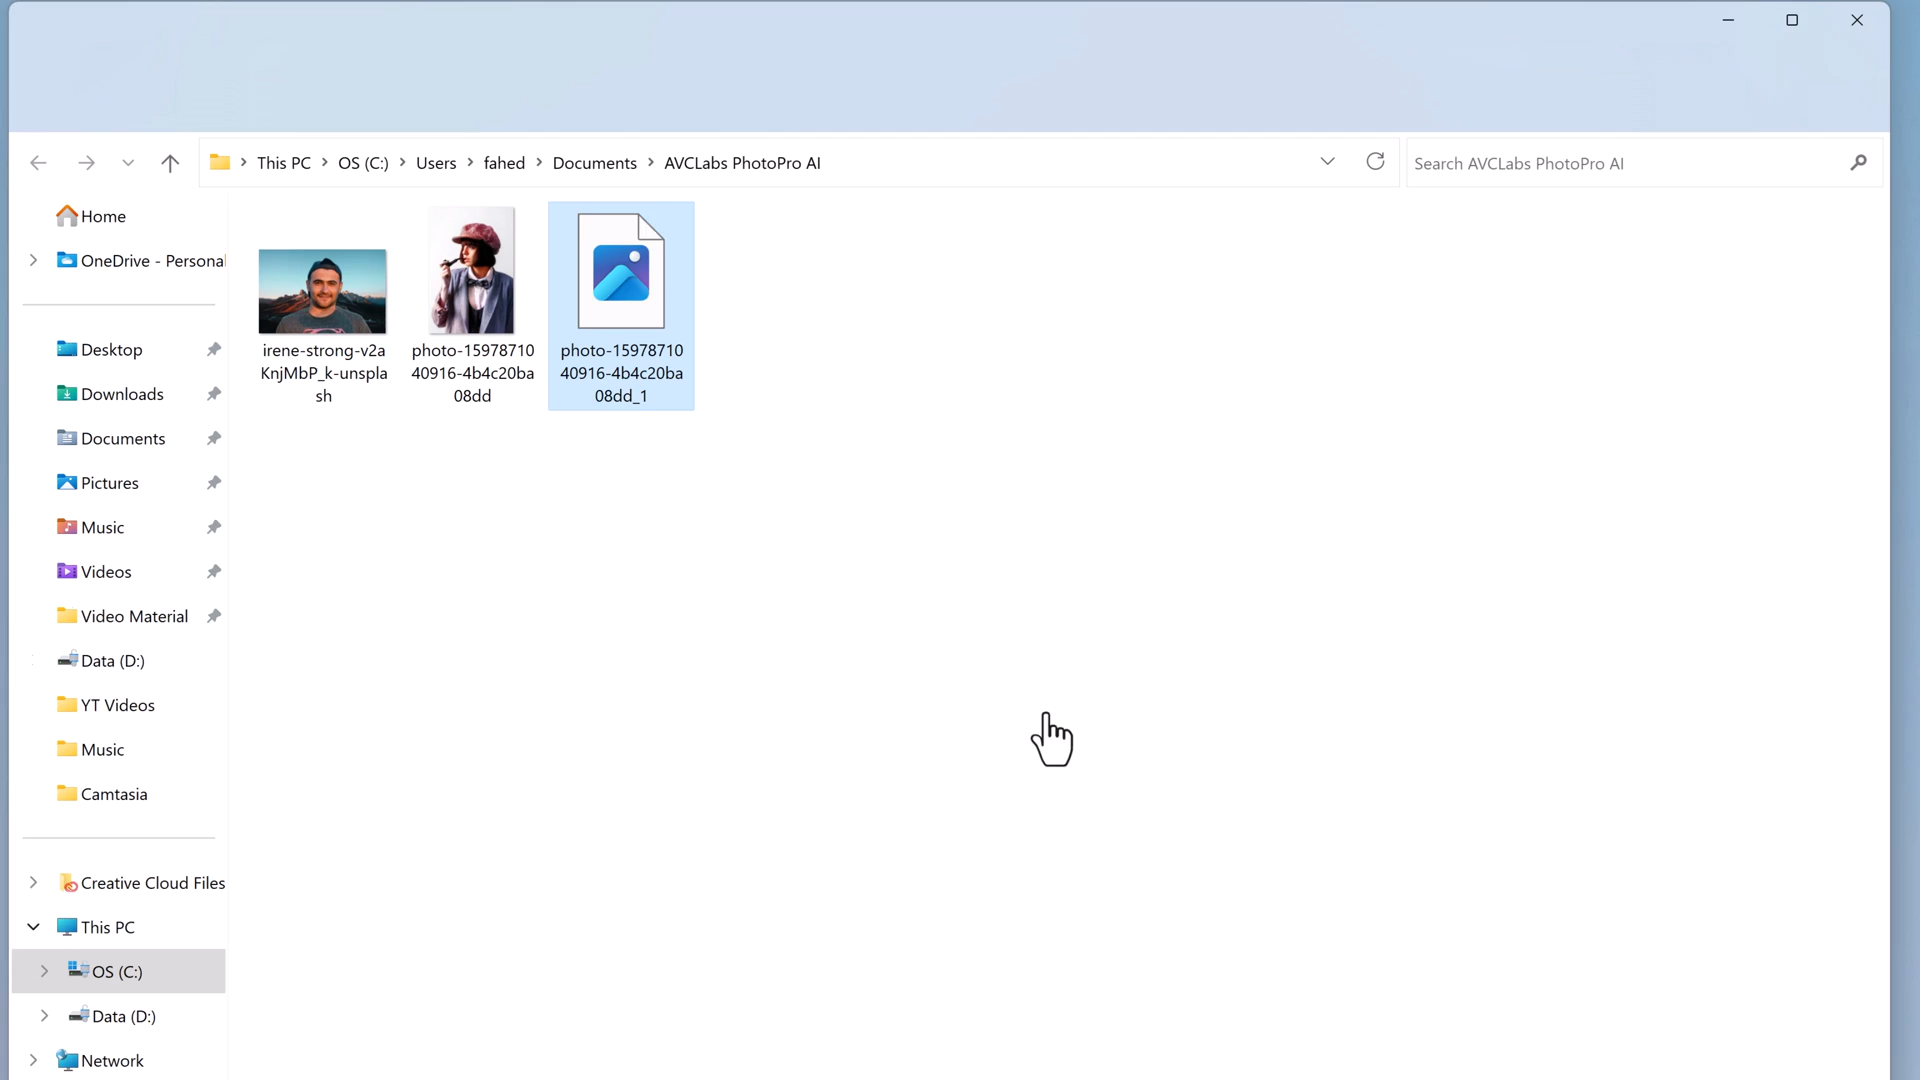 This PC
OS (C:)
Users
fahed
Documents
AVCLabs PhotoPro AI
Search AVCLabs PhotoPro AI
Home
OneDrive - Personal
Desktop
Downloads
Documents
Pictures
Music
Videos
Video Material
Data (D:)
YT Videos
Music
Camtasia
Creative Cloud Files
This PC
OS (C:)
Data (D:)
Network
irene-strong-v2a
KnjMbP_k-unspla
sh
photo-15978710
40916-4b4c20ba
08dd
photo-15978710
40916-4b4c20ba
08dd_1